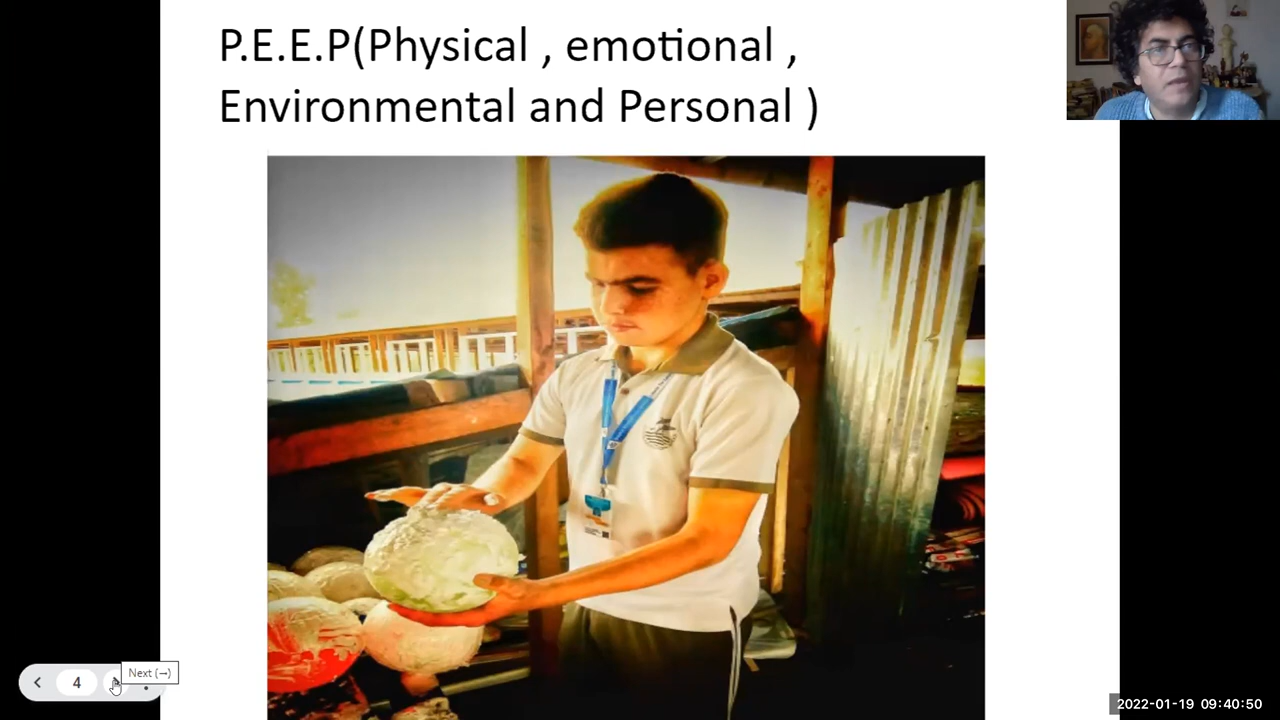 P.E.E.P(Physical , emotional ,
Environmental and Personal )
4
Next (→)
2022-01-19 09:40:50